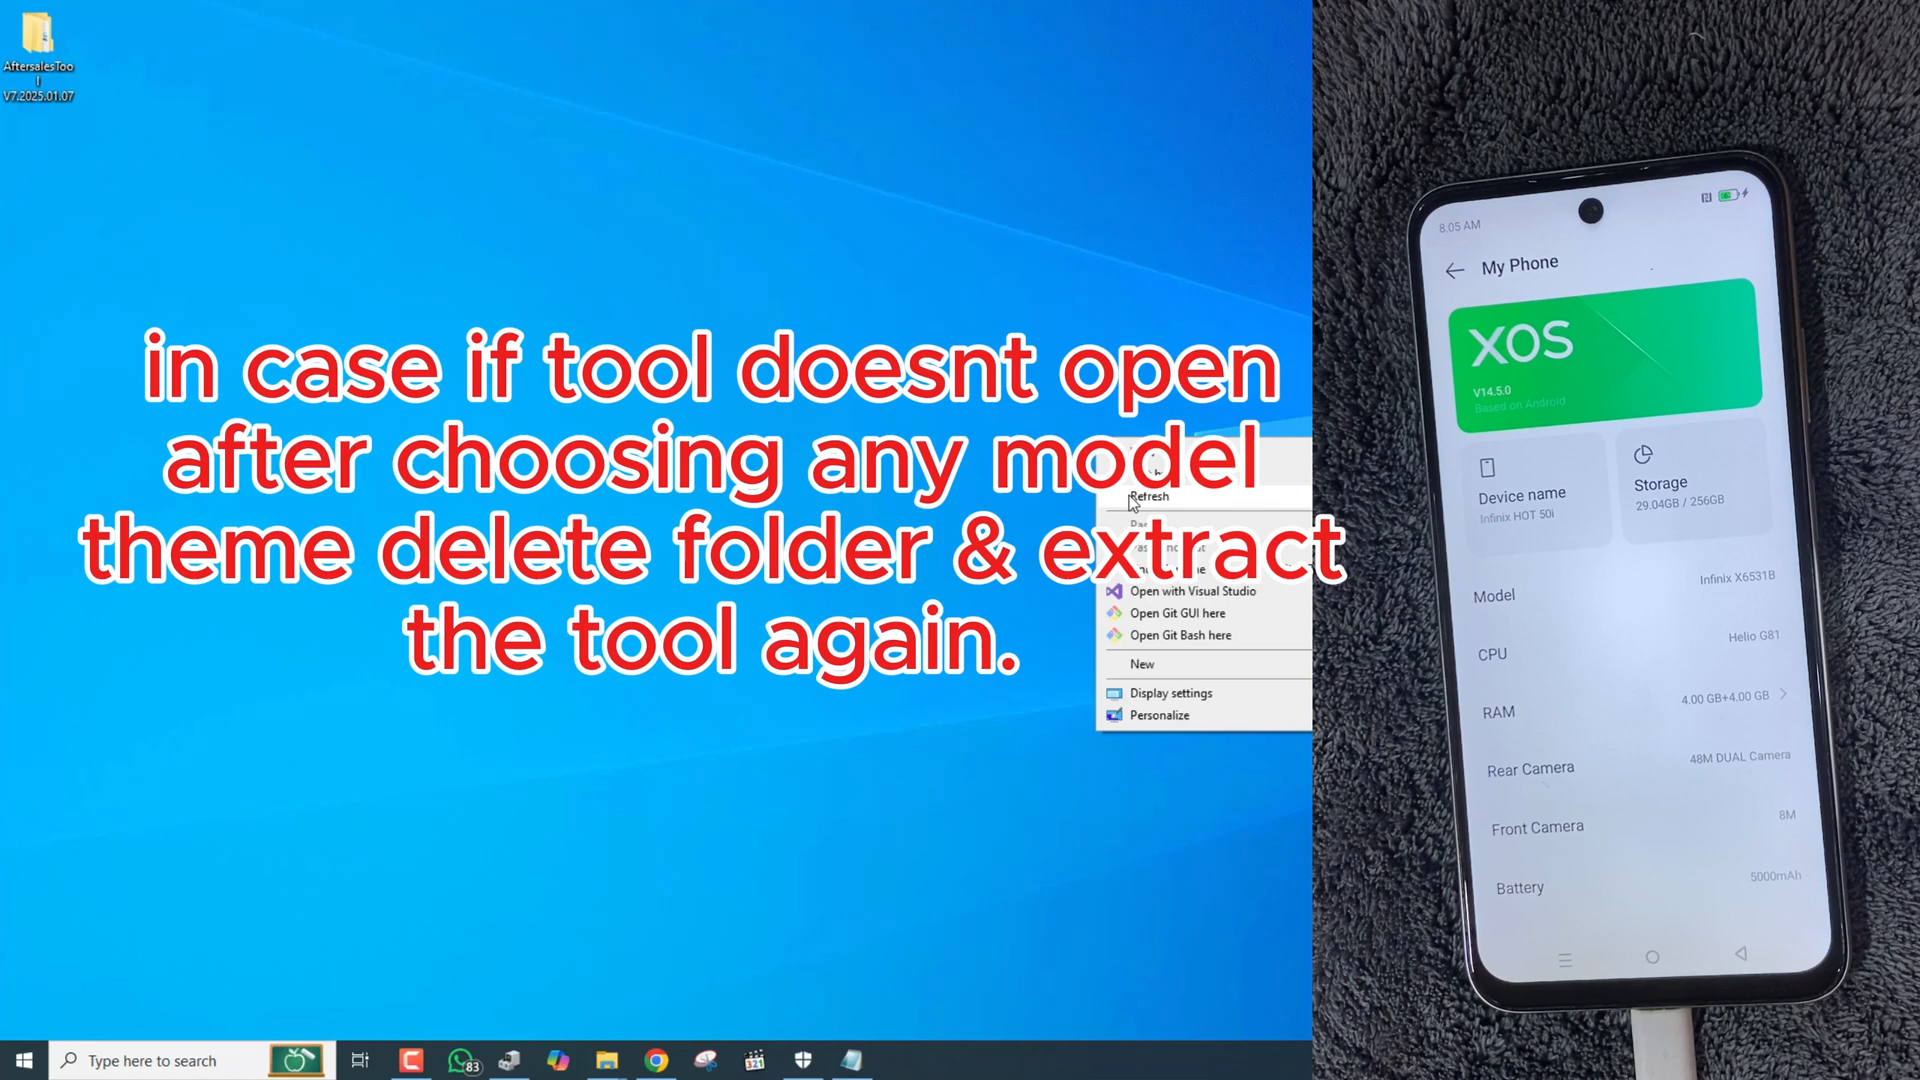 AftersalesToo
l
V7.2025.01.07
in case if tool doesnt open
after choosing any model
theme delete folder & extract
the tool again.
Refresh
Open with Visual Studio
Open Git GUI here
Open Git Bash here
New
Display settings
Personalize
Type here to search
83
321
8:05 AM
My Phone
XOS
V14.5.0
Based on Android
Device name
Infinix HOT 50i
Storage
29.04GB / 256GB
Model
Infinix X6531B
CPU
Helio G81
RAM
4.00 GB+4.00 GB
Rear Camera
48M DUAL Camera
Front Camera
8M
Battery
5000mAh